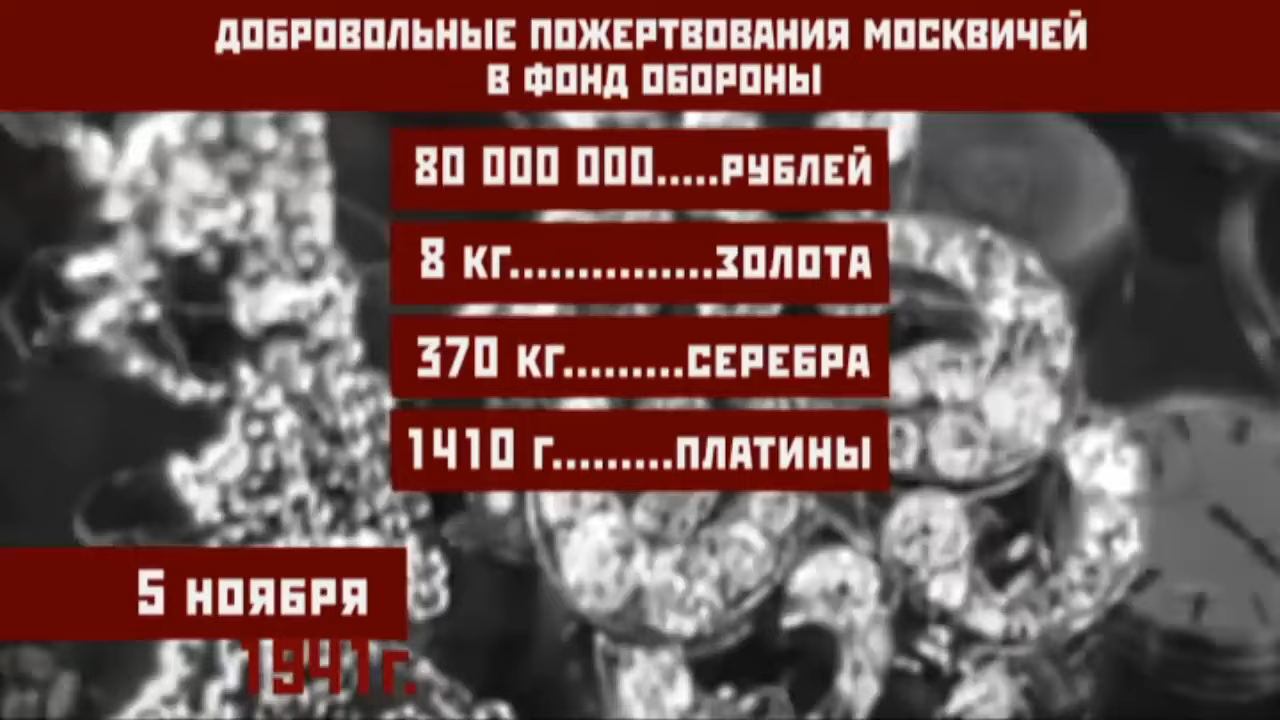 ДОБРОВОЛЬНЫЕ ПОЖЕРТВОВАНИЯ МОСКВИЧЕЙ
В ФОНД ОБОРОНЫ
80 000 000.....РУБЛЕЙ
8 КГ...............ЗОЛОТА
370 КГ.........СЕРЕБРА
1410 Г.........ПЛАТИНЫ
5 НОЯБРЯ
1941г.